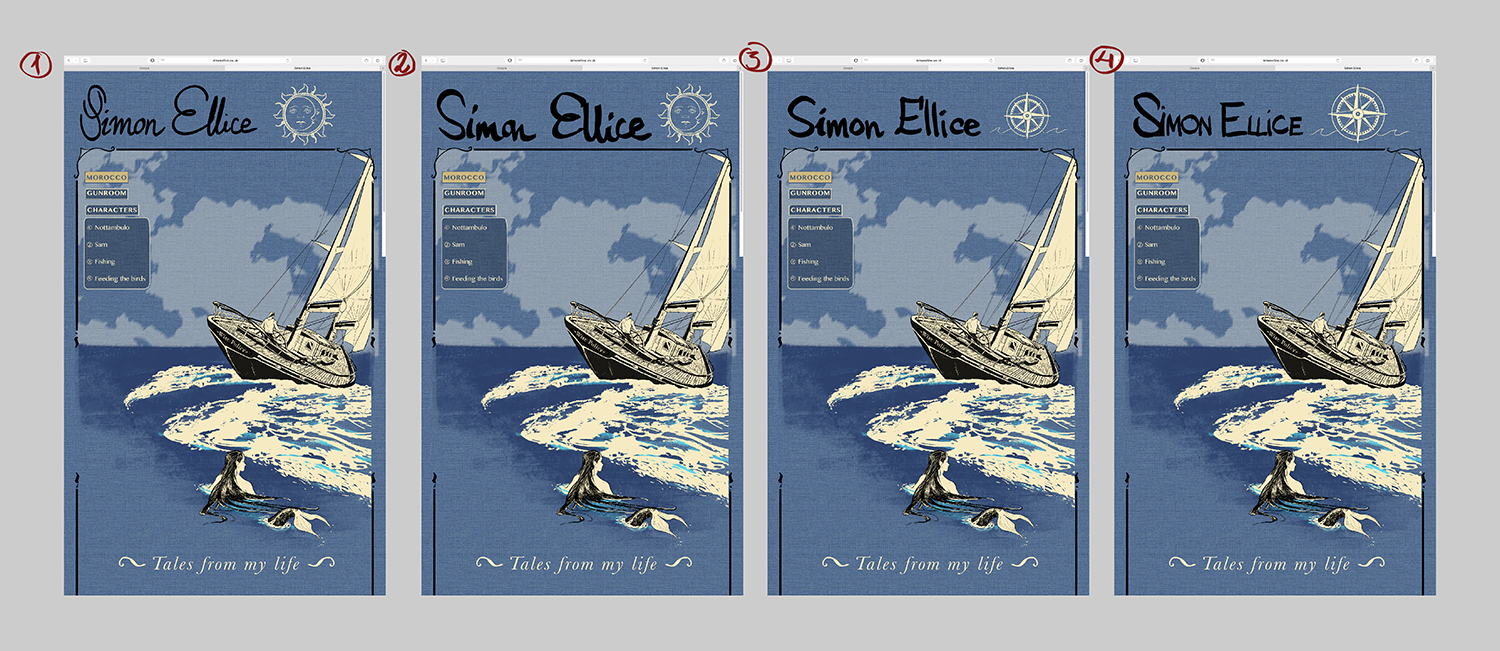 1
Simon Ellice
MOROCCO
GUNROOM
CHARACTERS
① Nottambulo
② Sam
③ Fishing
④ Feeding the birds
Tales from my life
2
Simon Ellice
MOROCCO
GUNROOM
CHARACTERS
① Nottambulo
② Sam
③ Fishing
④ Feeding the birds
Tales from my life
3
Simon Ellice
MOROCCO
GUNROOM
CHARACTERS
① Nottambulo
② Sam
③ Fishing
④ Feeding the birds
Tales from my life
4
SIMON ELLICE
MOROCCO
GUNROOM
CHARACTERS
① Nottambulo
② Sam
③ Fishing
④ Feeding the birds
Tales from my life